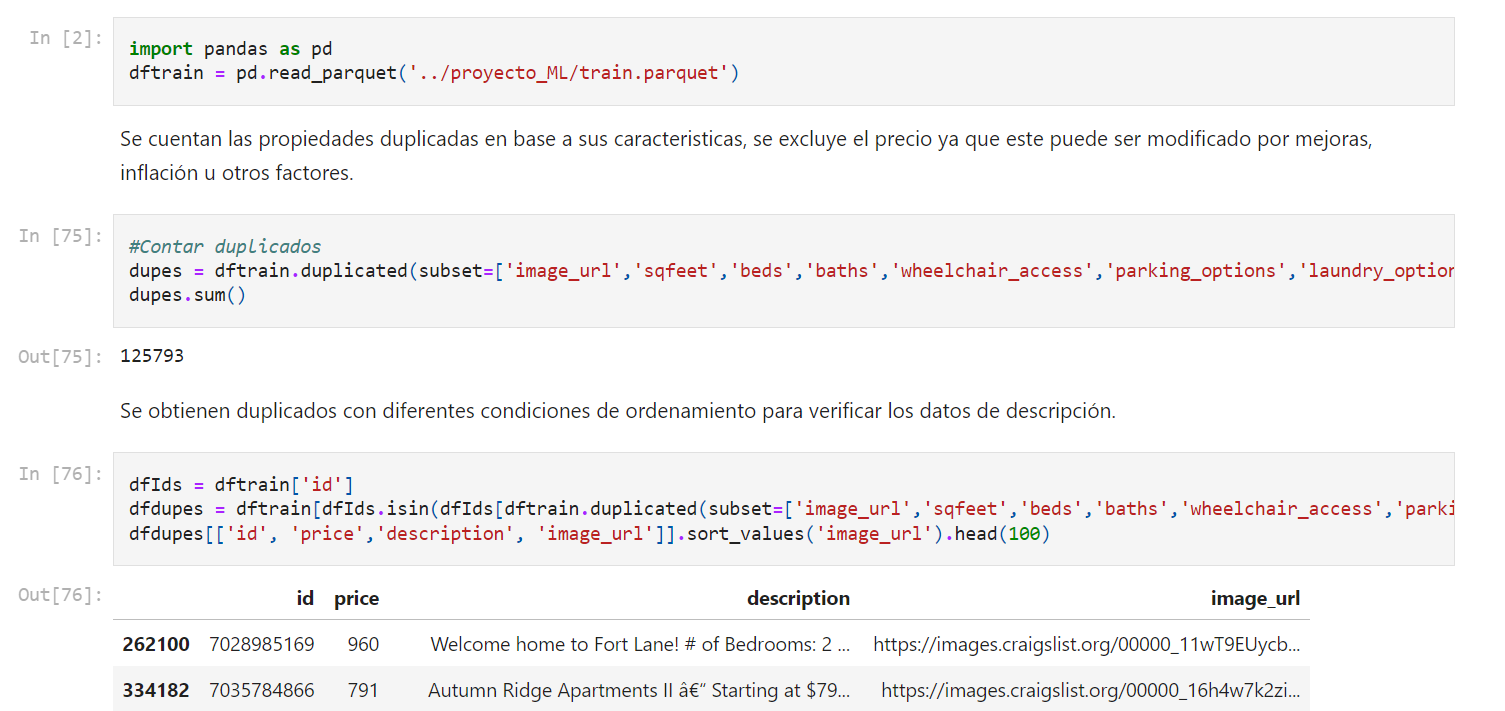 In [2]:
import pandas as pd
dftrain = pd.read_parquet('../proyecto_ML/train.parquet')
Se cuentan las propiedades duplicadas en base a sus caracteristicas, se excluye el precio ya que este puede ser modificado por mejoras,
inflación u otros factores.
In [75]:
#Contar duplicados
dupes = dftrain.duplicated(subset=['image_url','sqfeet','beds','baths','wheelchair_access','parking_options','laundry_option
dupes.sum()
Out[75]: 125793
Se obtienen duplicados con diferentes condiciones de ordenamiento para verificar los datos de descripción.
In [76]:
dfIds = dftrain['id']
dfdupes = dftrain[dfIds.isin(dfIds[dftrain.duplicated(subset=['image_url','sqfeet','beds','baths','wheelchair_access','parki
dfdupes[['id', 'price','description', 'image_url']].sort_values('image_url').head(100)
Out[76]:
id price description image_url
262100 7028985169 960 Welcome home to Fort Lane! # of Bedrooms: 2 ... https://images.craigslist.org/00000_11wT9EUycb...
334182 7035784866 791 Autumn Ridge Apartments II â€“ Starting at $79... https://images.craigslist.org/00000_16h4w7k2zi...